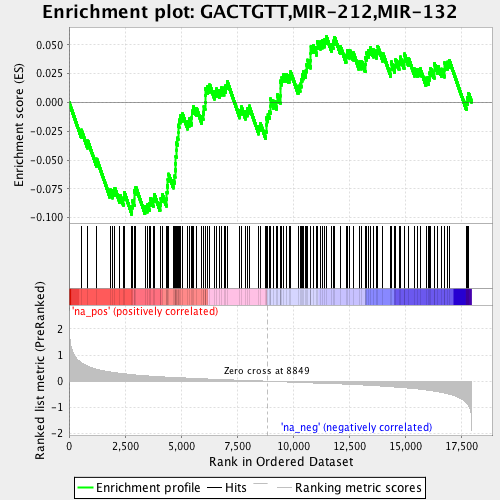 Enrichment plot: GACTGTT,MIR-212,MIR-132
Enrichment score (ES)
0.050
0.025
0.000
-0.025
-0.050
-0.075
-0.100
'na_pos' (positively correlated)
Ranked list metric (PreRanked)
2
1
0
-1
-2
Zero cross at 8849
'na_neg' (negatively correlated)
0
2,500
5,000
7,500
10,000
12,500
15,000
17,500
Rank in Ordered Dataset
Enrichment profile
Hits
Ranking metric scores